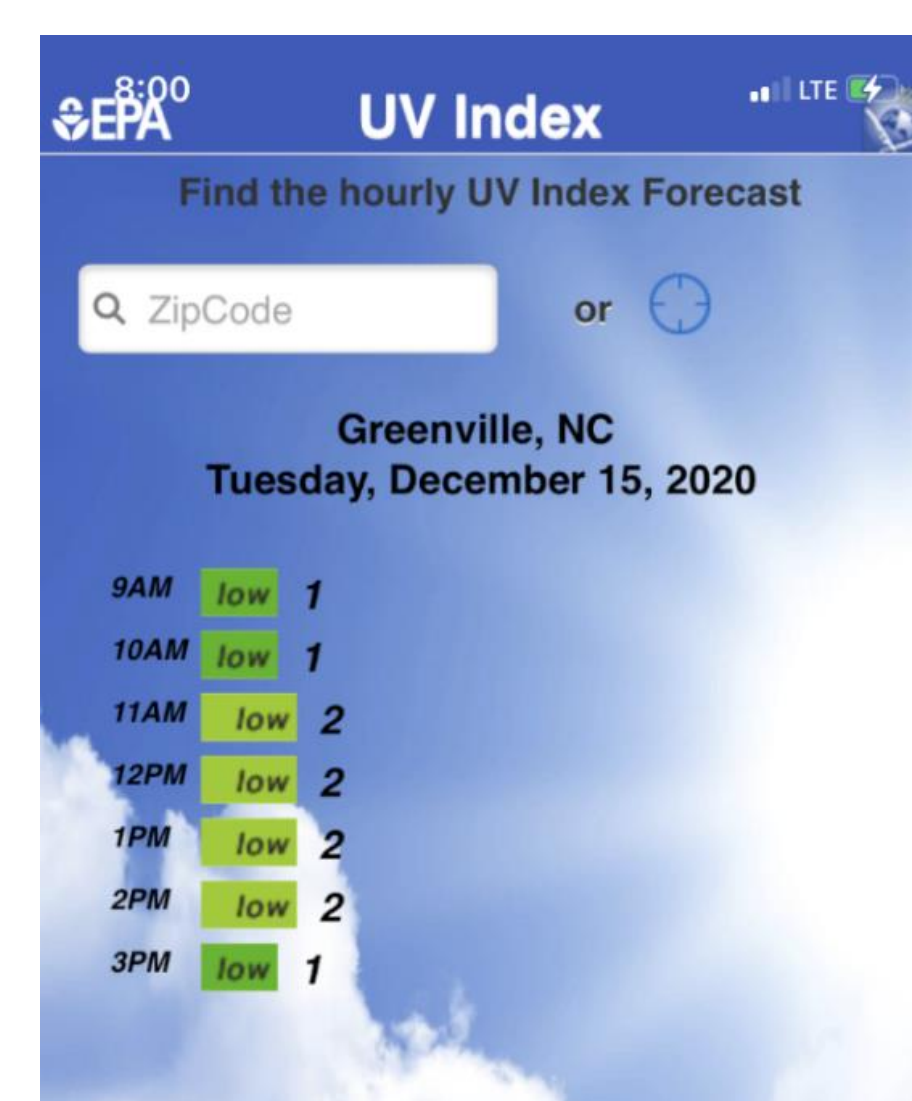 8:00
EPA
UV Index
LTE
Find the hourly UV Index Forecast
ZipCode
or
Greenville, NC
Tuesday, December 15, 2020
9AM low 1
10AM low 1
11AM low 2
12PM low 2
1PM low 2
2PM low 2
3PM low 1